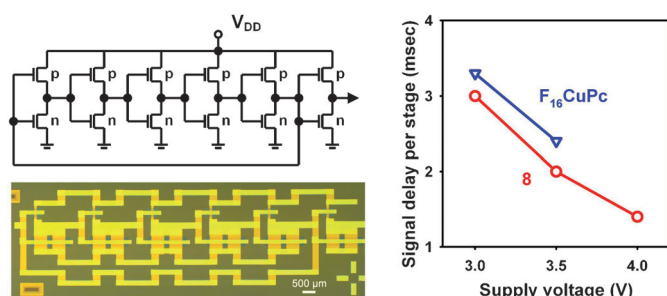 V_DD
p p p p p p
n n n n n n
500 µm
Signal delay per stage (msec)
4
3
2
1
F₁₆CuPc
8
3.0 3.5 4.0
Supply voltage (V)